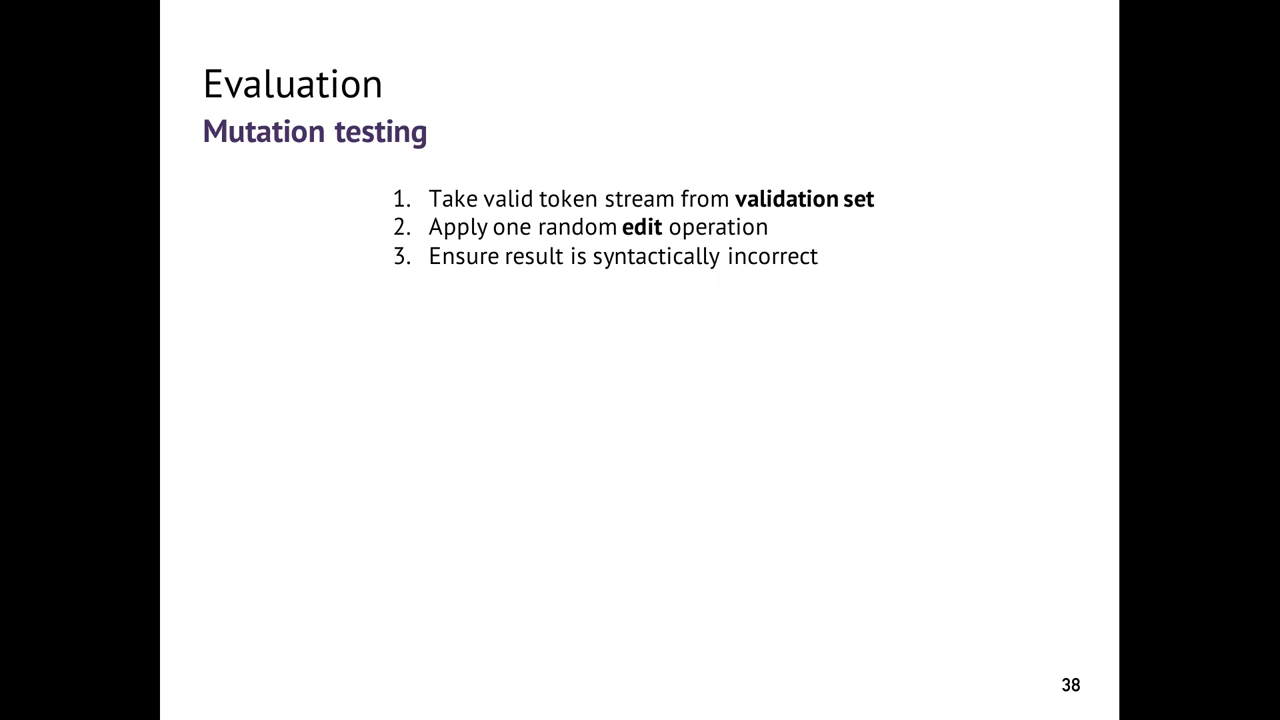 Evaluation
Mutation testing
1. Take valid token stream from validation set
2. Apply one random edit operation
3. Ensure result is syntactically incorrect
38